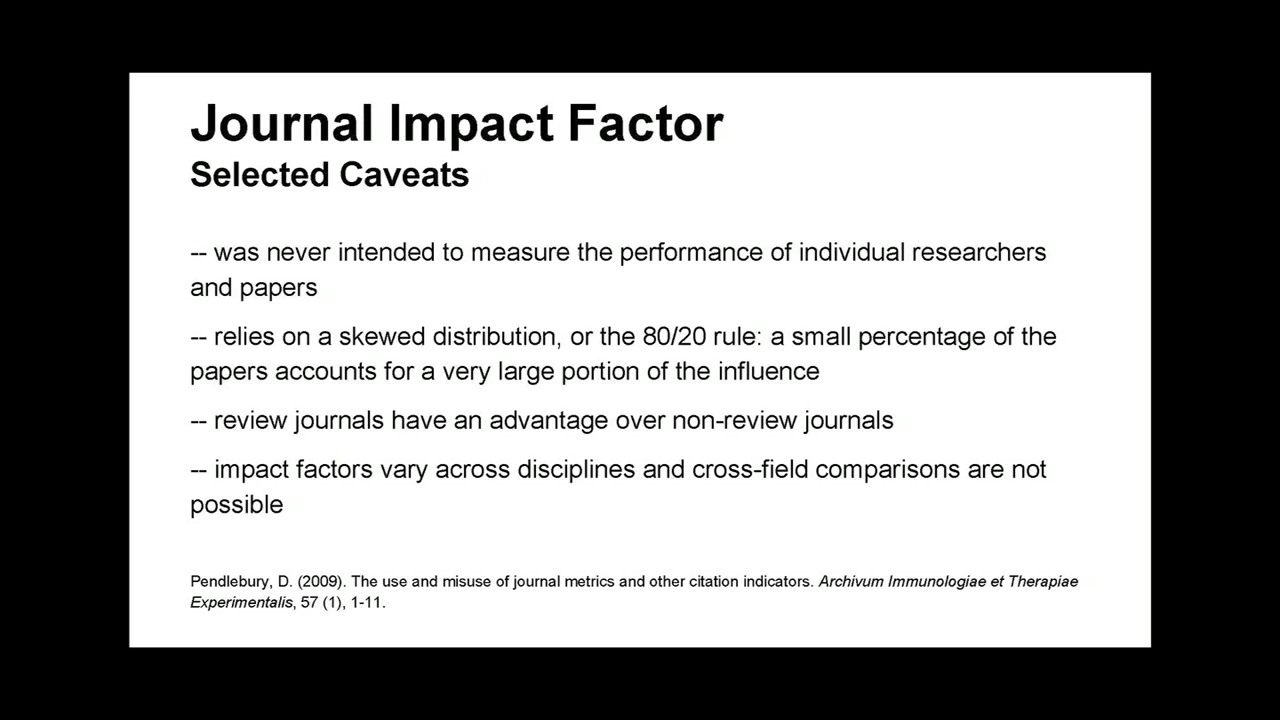 Journal Impact Factor
Selected Caveats
-- was never intended to measure the performance of individual researchers
and papers
-- relies on a skewed distribution, or the 80/20 rule: a small percentage of the
papers accounts for a very large portion of the influence
-- review journals have an advantage over non-review journals
-- impact factors vary across disciplines and cross-field comparisons are not
possible
Pendlebury, D. (2009). The use and misuse of journal metrics and other citation indicators. Archivum Immunologiae et Therapiae
Experimentalis, 57 (1), 1-11.